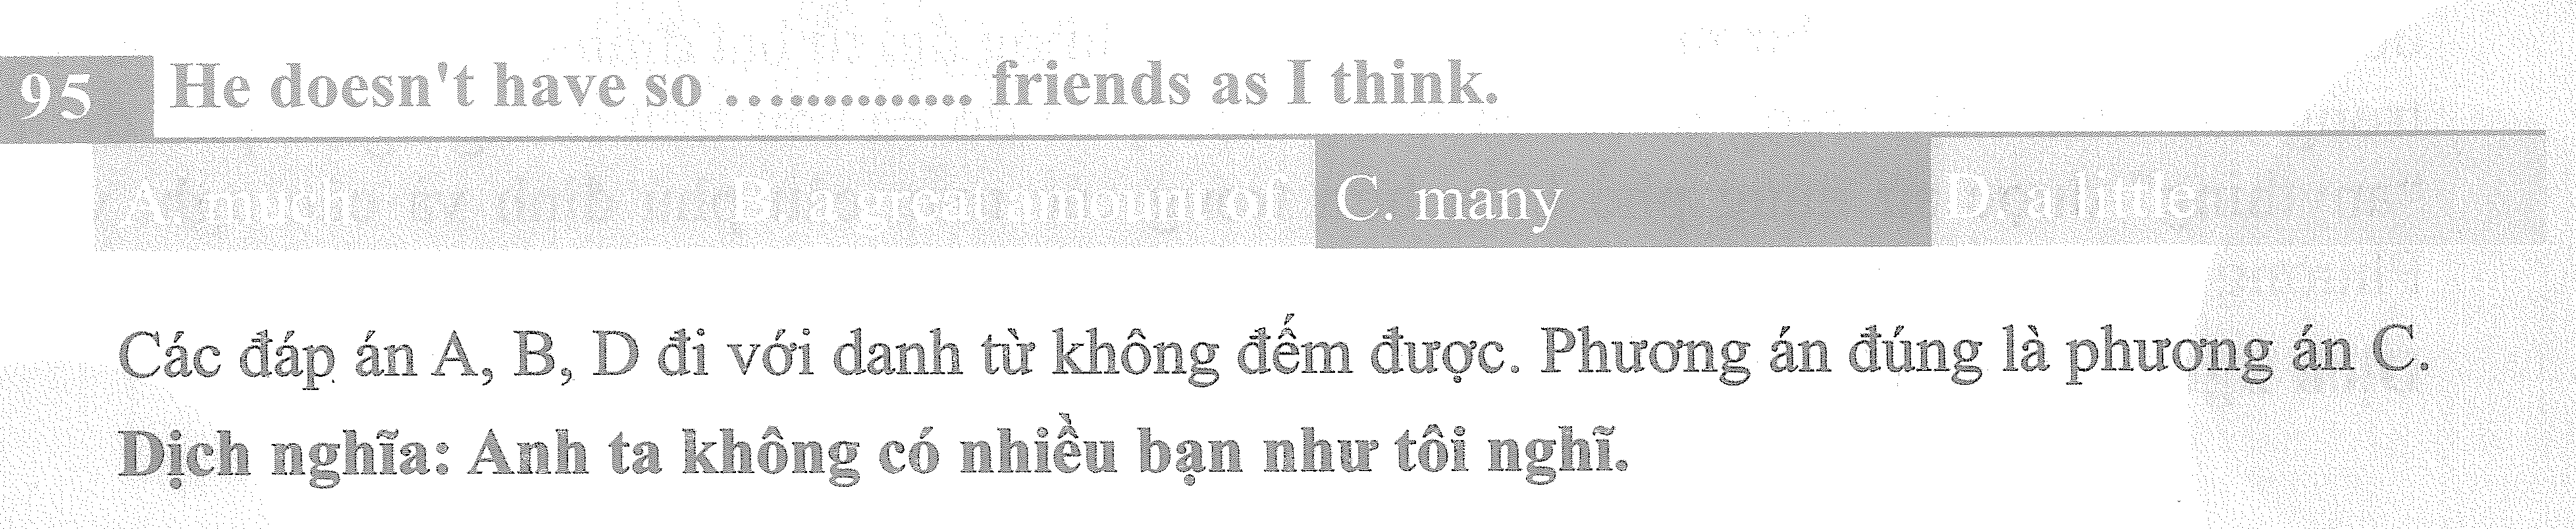 95 He doesn't have so ............. friends as I think.
A. much B. a great amount of C. many D. a little
Các đáp án A, B, D đi với danh từ không đếm được. Phương án đúng là phương án C.
Dịch nghĩa: Anh ta không có nhiều bạn như tôi nghĩ.